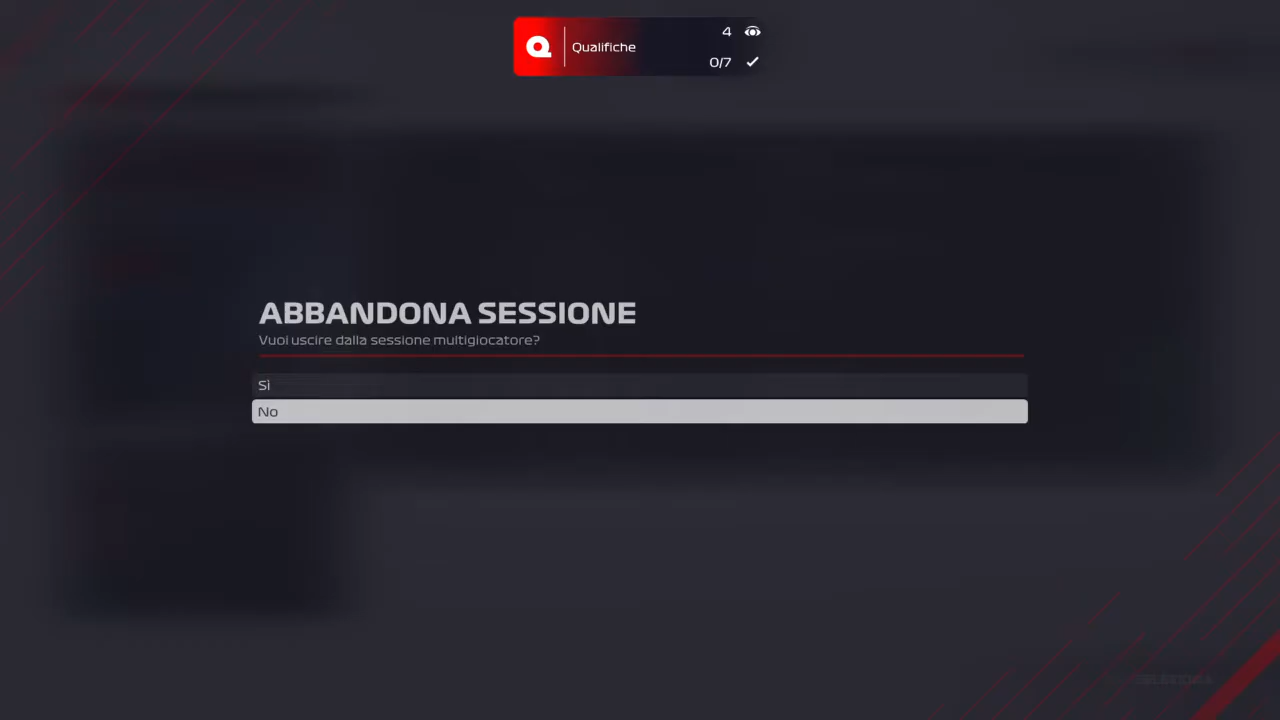 4
Qualifiche
0/7
ABBANDONA SESSIONE
Vuoi uscire dalla sessione multigiocatore?
Sì
No